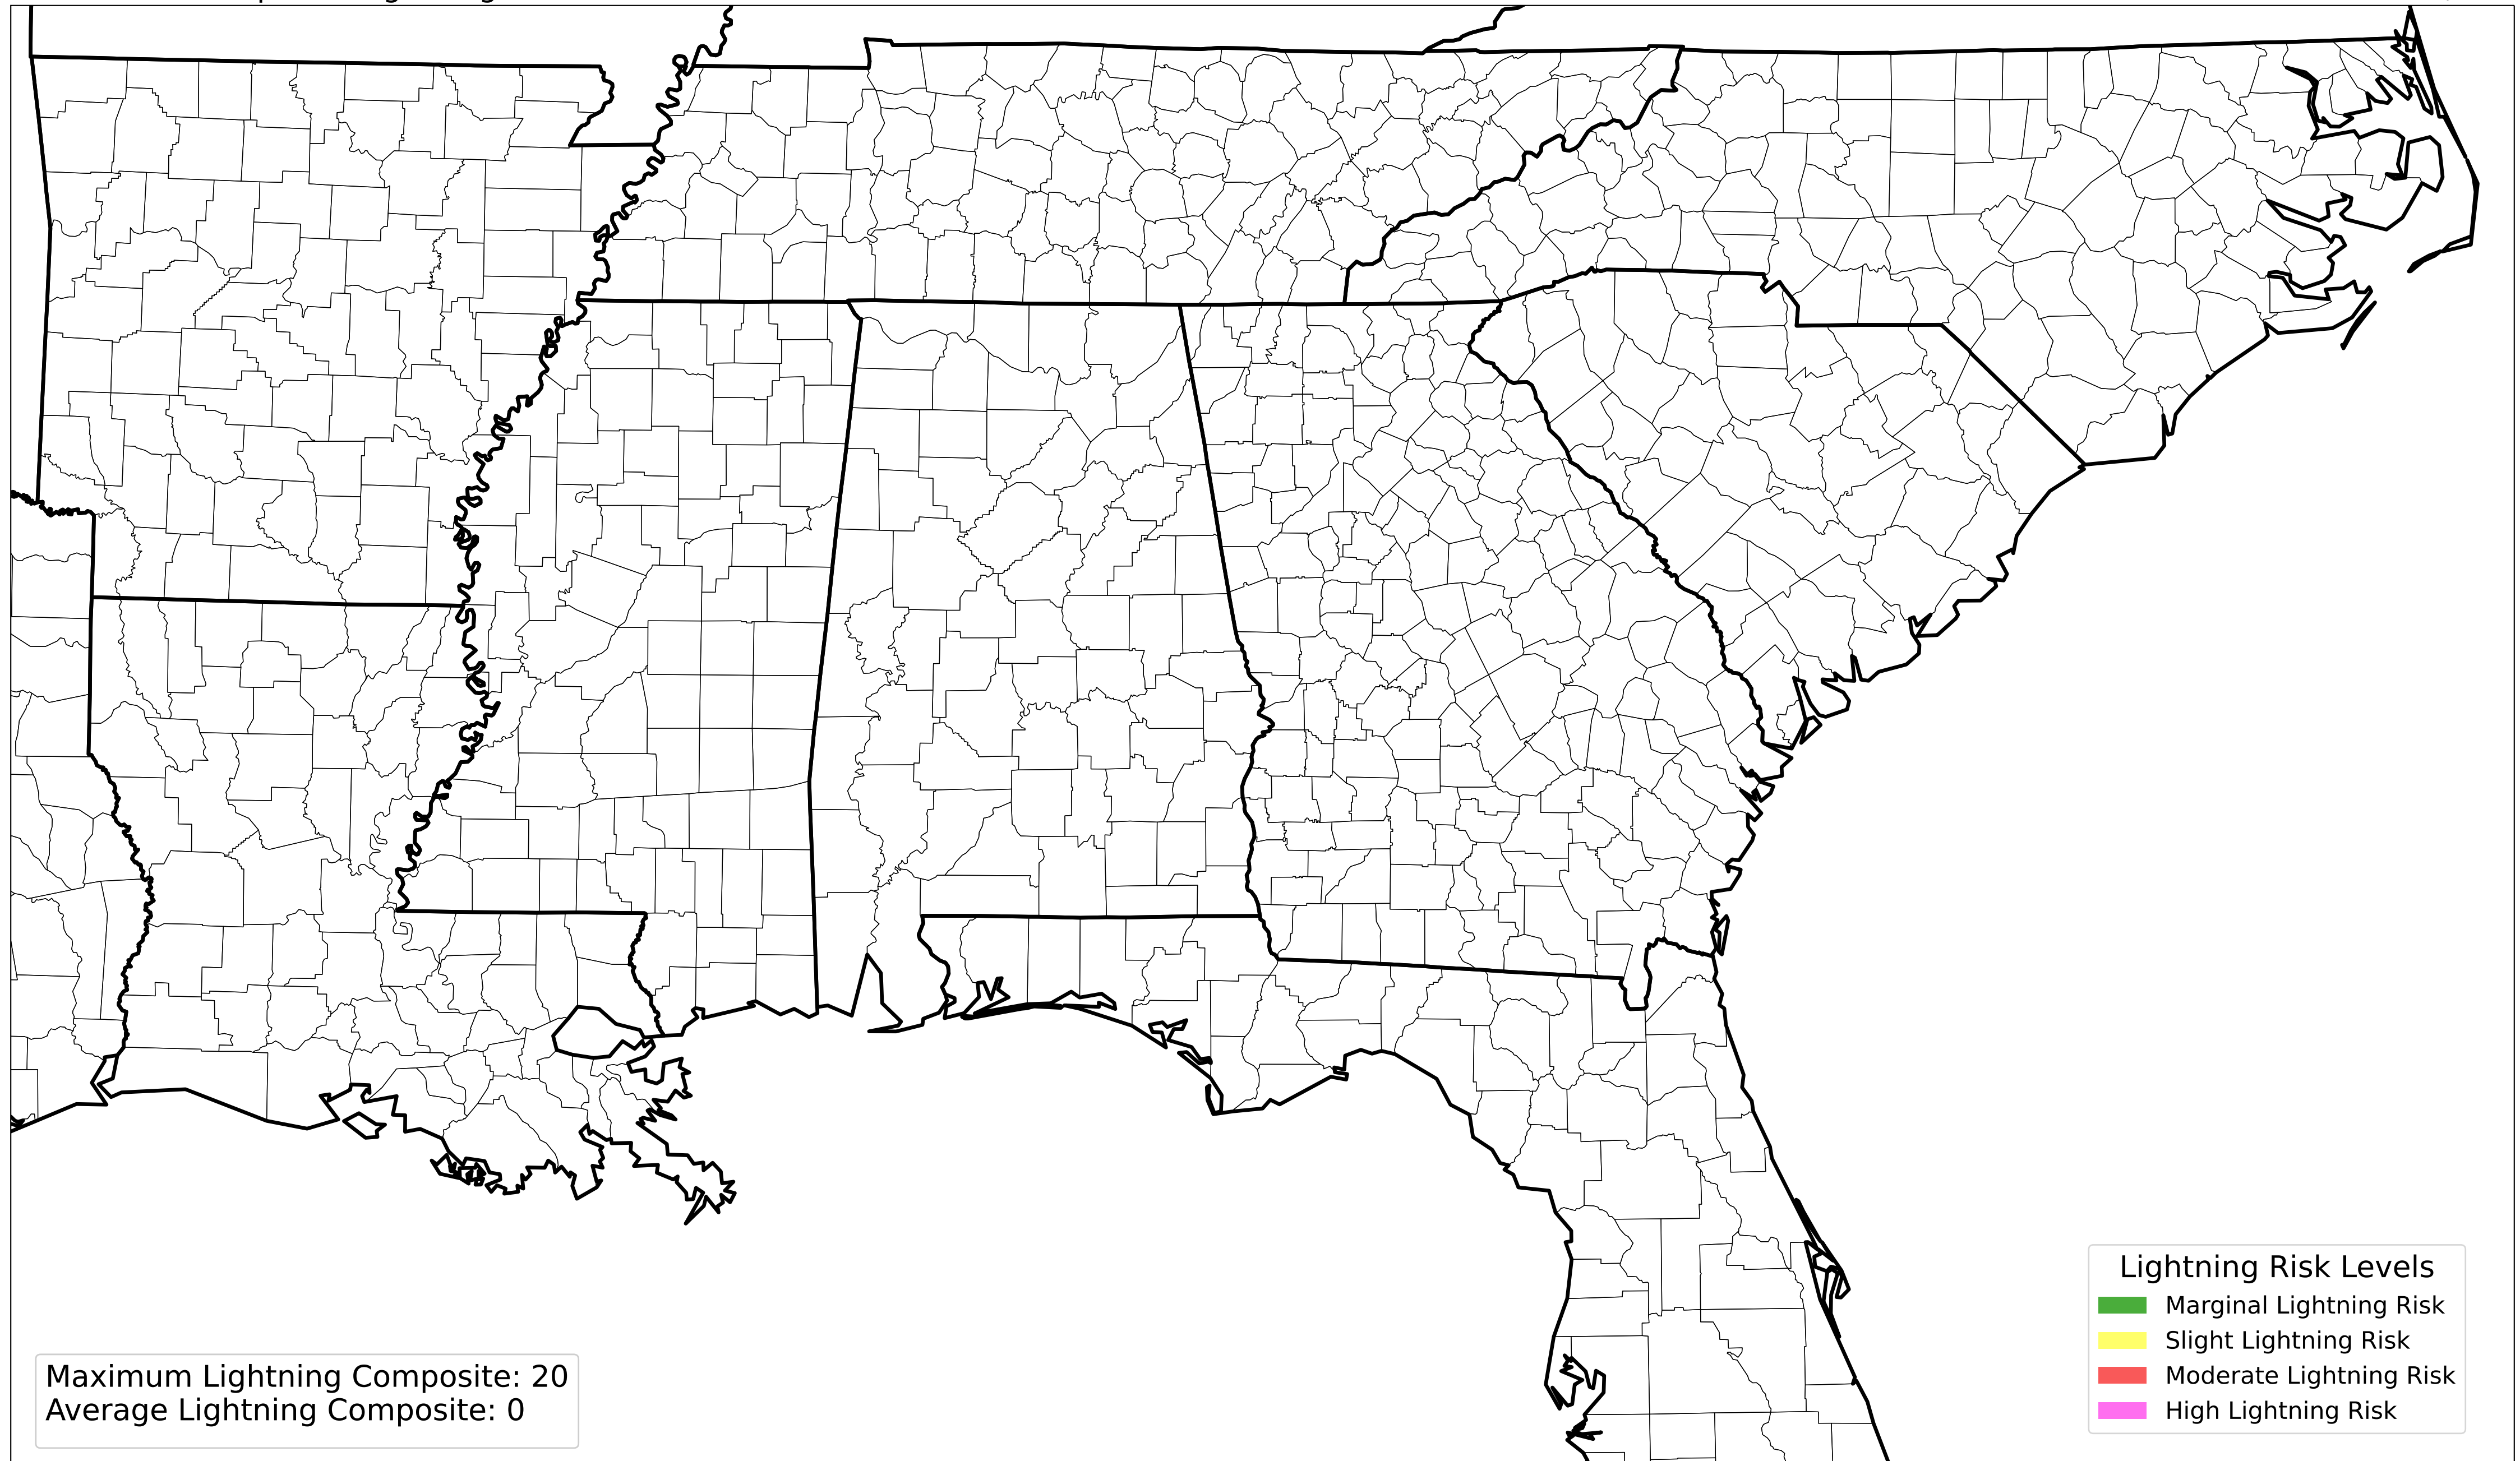 Lightning Risk Levels
Marginal Lightning Risk
Slight Lightning Risk
Moderate Lightning Risk
High Lightning Risk
Maximum Lightning Composite: 20
Average Lightning Composite: 0